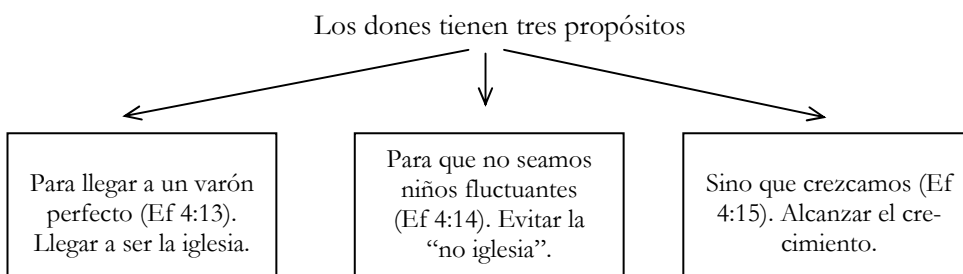 Los dones tienen tres propósitos
Para llegar a un varón
perfecto (Ef 4:13).
Llegar a ser la iglesia.
Para que no seamos
niños fluctuantes
(Ef 4:14). Evitar la
“no iglesia”.
Sino que crezcamos (Ef
4:15). Alcanzar el cre-
cimiento.